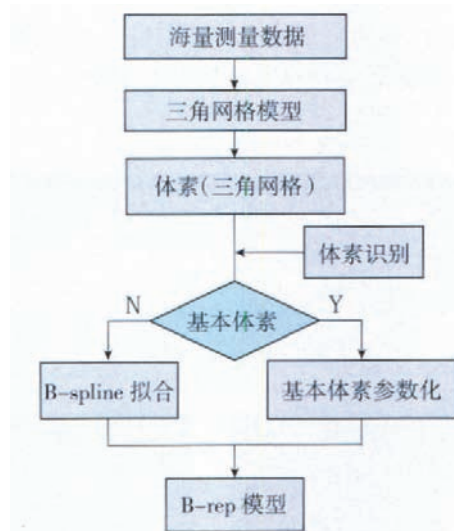 海量测量数据
三角网格模型
体素(三角网格)
体素识别
基本体素
N
Y
B-spline 拟合
基本体素参数化
B-rep 模型